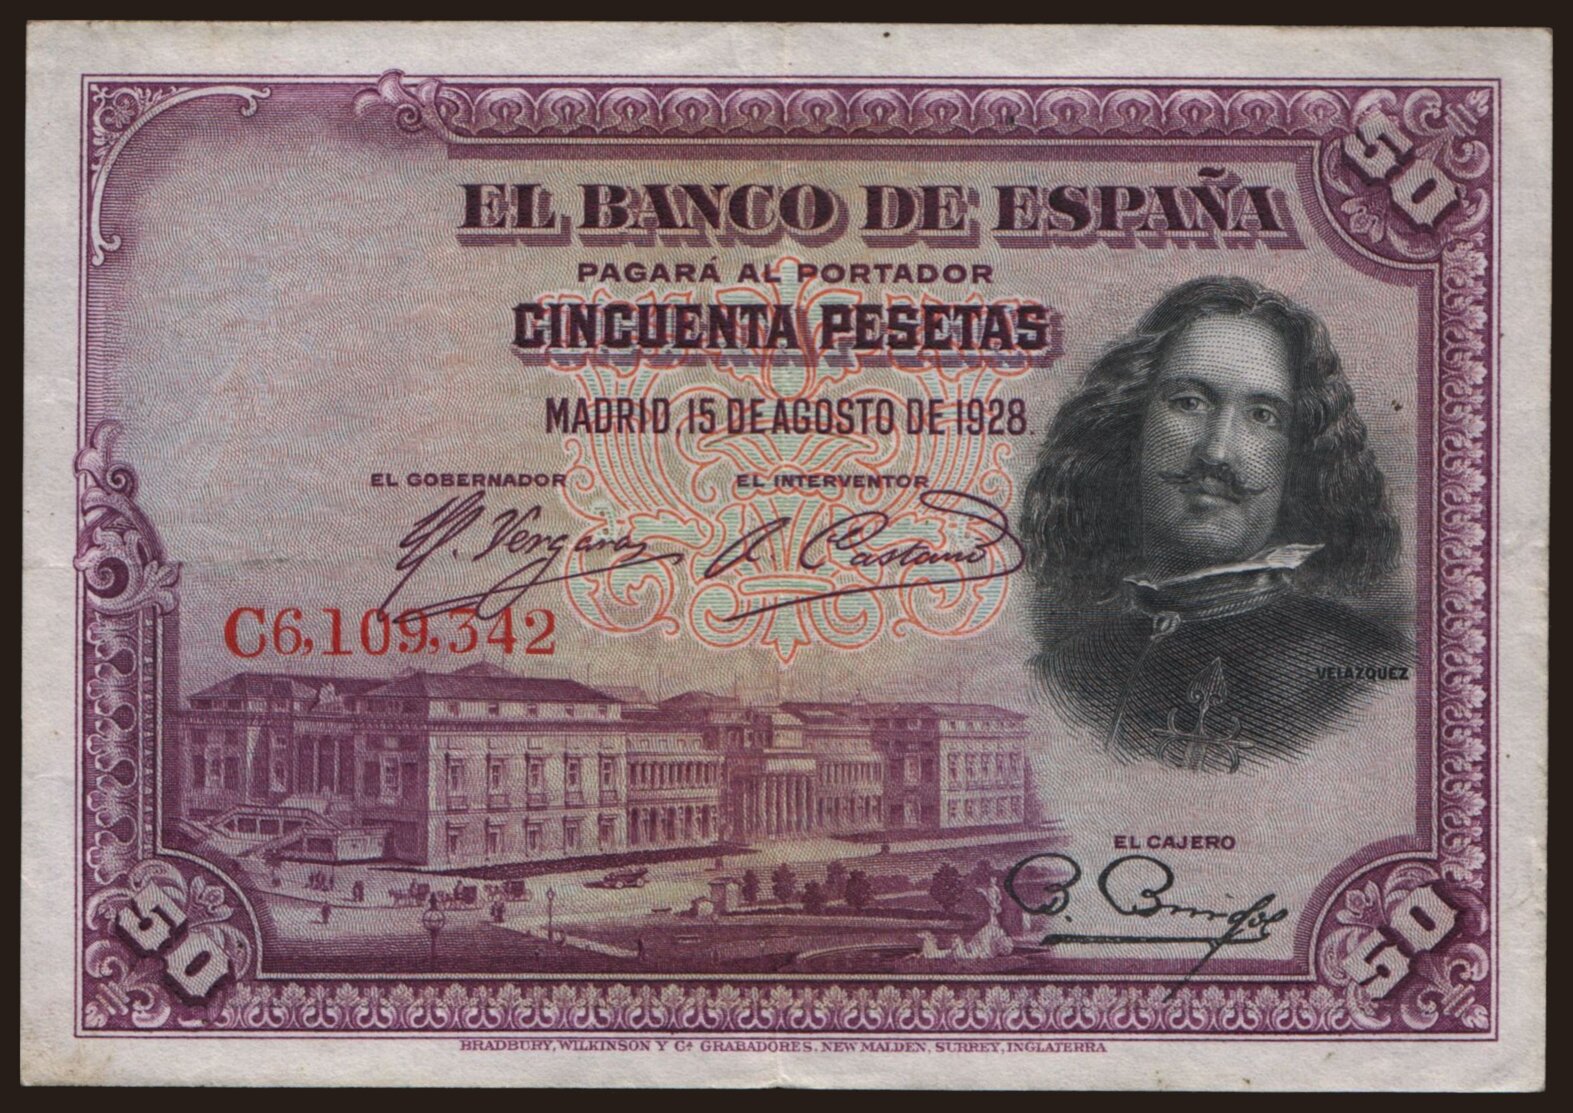 50
EL BANCO DE ESPAÑA
PAGARÁ AL PORTADOR
CINCUENTA PESETAS
MADRID 15 DE AGOSTO DE 1928.
EL GOBERNADOR EL INTERVENTOR
C6,109,342
VELAZQUEZ
EL CAJERO
50
50
BRADBURY, WILKINSON Y Cª GRABADORES. NEW MALDEN, SURREY, INGLATERRA